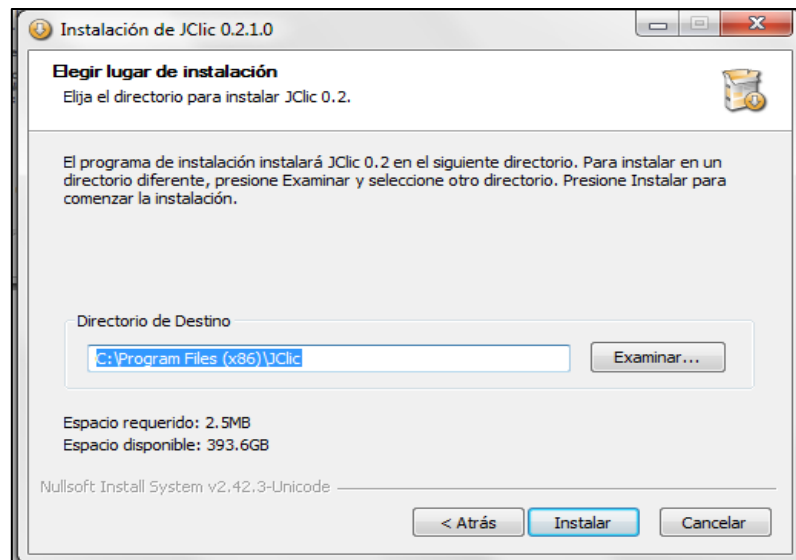 Instalación de JClic 0.2.1.0
Elegir lugar de instalación
Elija el directorio para instalar JClic 0.2.
El programa de instalación instalará JClic 0.2 en el siguiente directorio. Para instalar en un
directorio diferente, presione Examinar y seleccione otro directorio. Presione Instalar para
comenzar la instalación.
Directorio de Destino
C:\Program Files (x86)\JClic
Examinar...
Espacio requerido: 2.5MB
Espacio disponible: 393.6GB
Nullsoft Install System v2.42.3-Unicode
< Atrás
Instalar
Cancelar